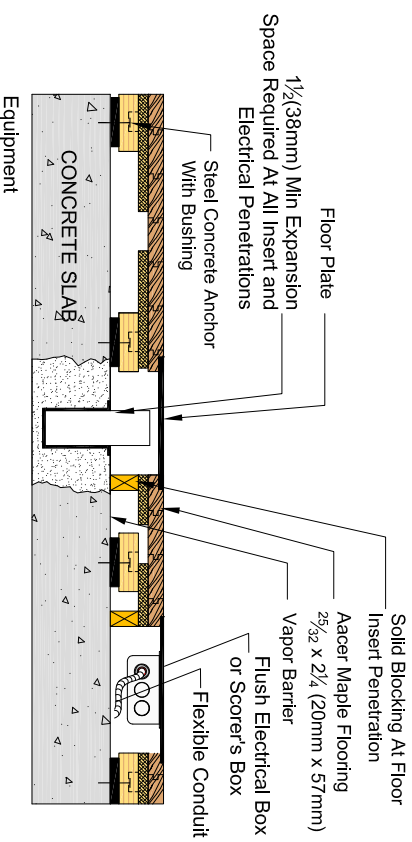 Floor Plate
1½(38mm) Min Expansion
Space Required At All Insert and
Electrical Penetrations
Steel Concrete Anchor
With Bushing
CONCRETE SLAB
Equipment
Solid Blocking At Floor
Insert Penetration
Aacer Maple Flooring
25/32 x 2¼ (20mm x 57mm)
Vapor Barrier
Flush Electrical Box
or Scorer's Box
Flexible Conduit